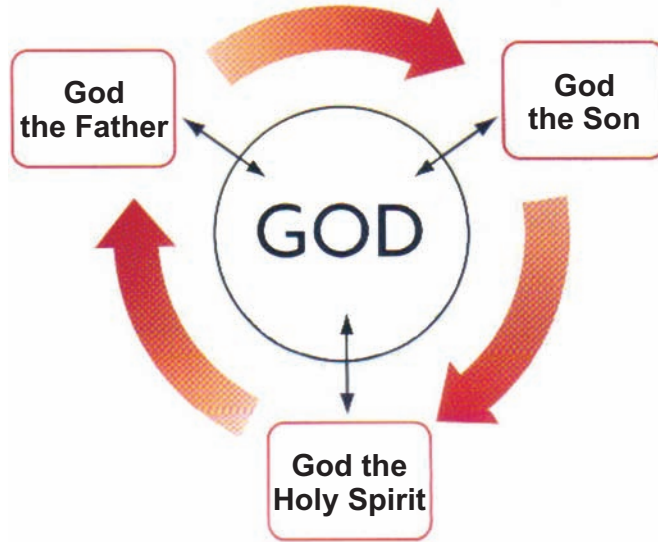 God
the Father
God
the Son
GOD
God the
Holy Spirit